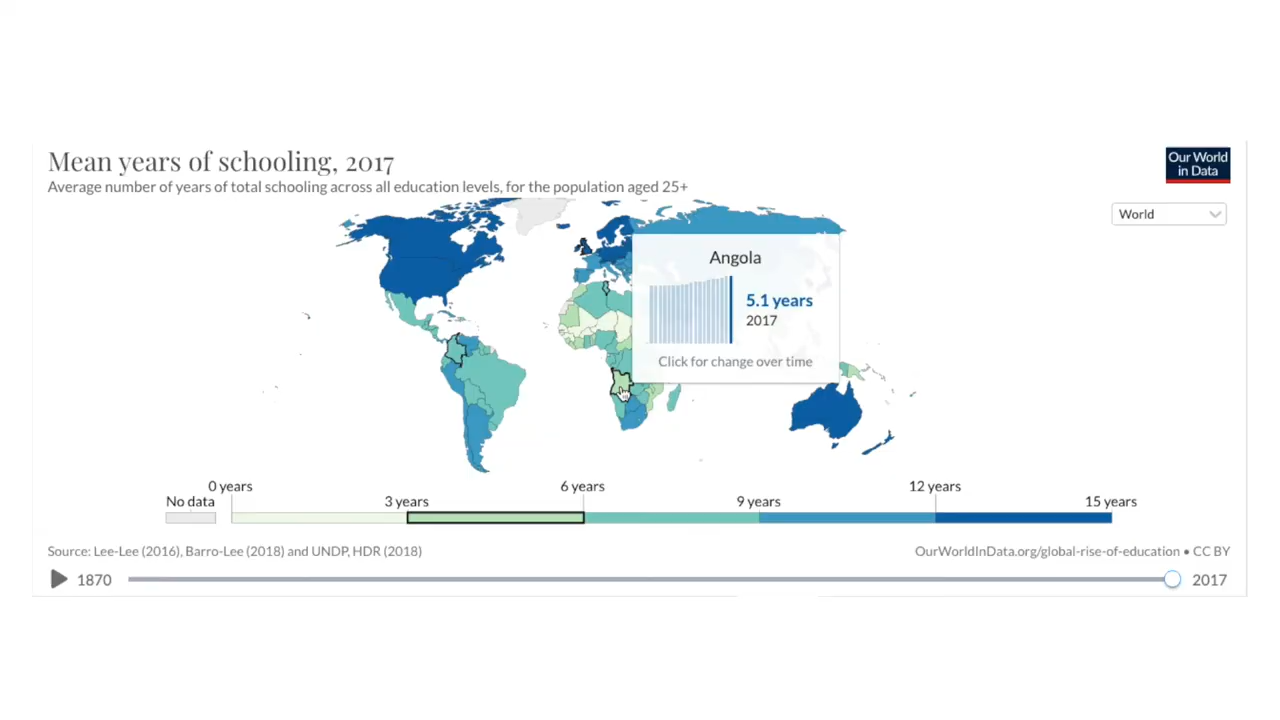 Mean years of schooling, 2017
Average number of years of total schooling across all education levels, for the population aged 25+
Our World
in Data
World
Angola
5.1 years
2017
Click for change over time
No data
0 years
3 years
6 years
9 years
12 years
15 years
Source: Lee-Lee (2016), Barro-Lee (2018) and UNDP, HDR (2018)
OurWorldInData.org/global-rise-of-education • CC BY
1870
2017